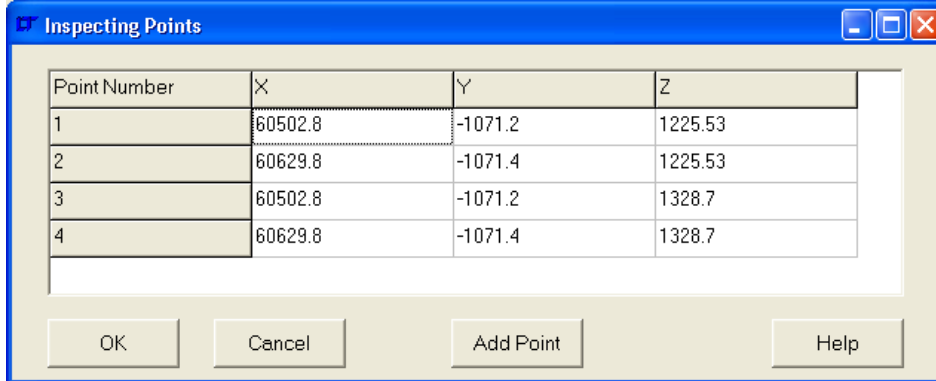 Inspecting Points
Point Number X Y Z
1 60502.8 -1071.2 1225.53
2 60629.8 -1071.4 1225.53
3 60502.8 -1071.2 1328.7
4 60629.8 -1071.4 1328.7
OK Cancel Add Point Help